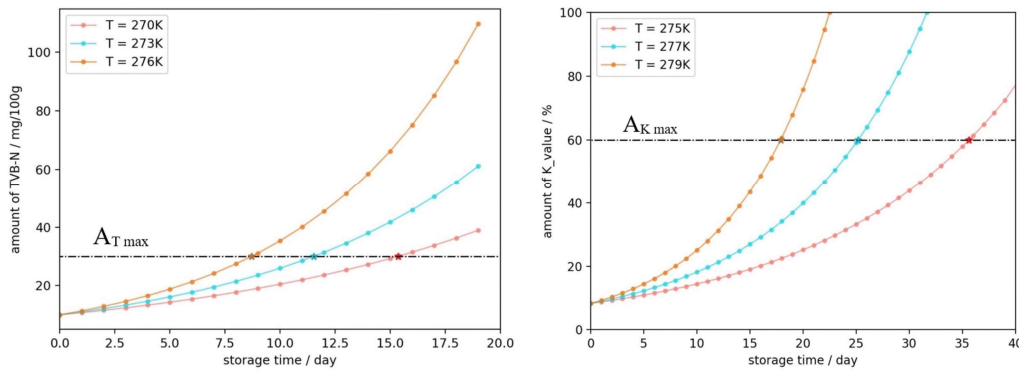 T = 270K
T = 273K
T = 276K
100
80
60
40
20
A_T max
amount of TVB-N / mg/100g
0.0 2.5 5.0 7.5 10.0 12.5 15.0 17.5 20.0
storage time / day
T = 275K
T = 277K
T = 279K
100
80
60
40
20
0
A_K max
amount of K_value / %
0 5 10 15 20 25 30 35 40
storage time / day